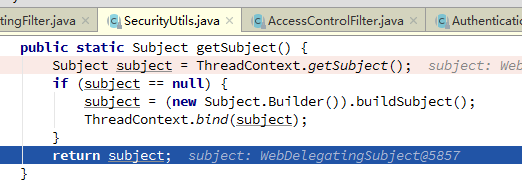 tingFilter.java SecurityUtils.java AccessControlFilter.java Authentication
public static Subject getSubject() {
Subject subject = ThreadContext.getSubject(); subject: Web
if (subject == null) {
subject = (new Subject.Builder()).buildSubject();
ThreadContext.bind(subject);
}
return subject; subject: WebDelegatingSubject@5857
}